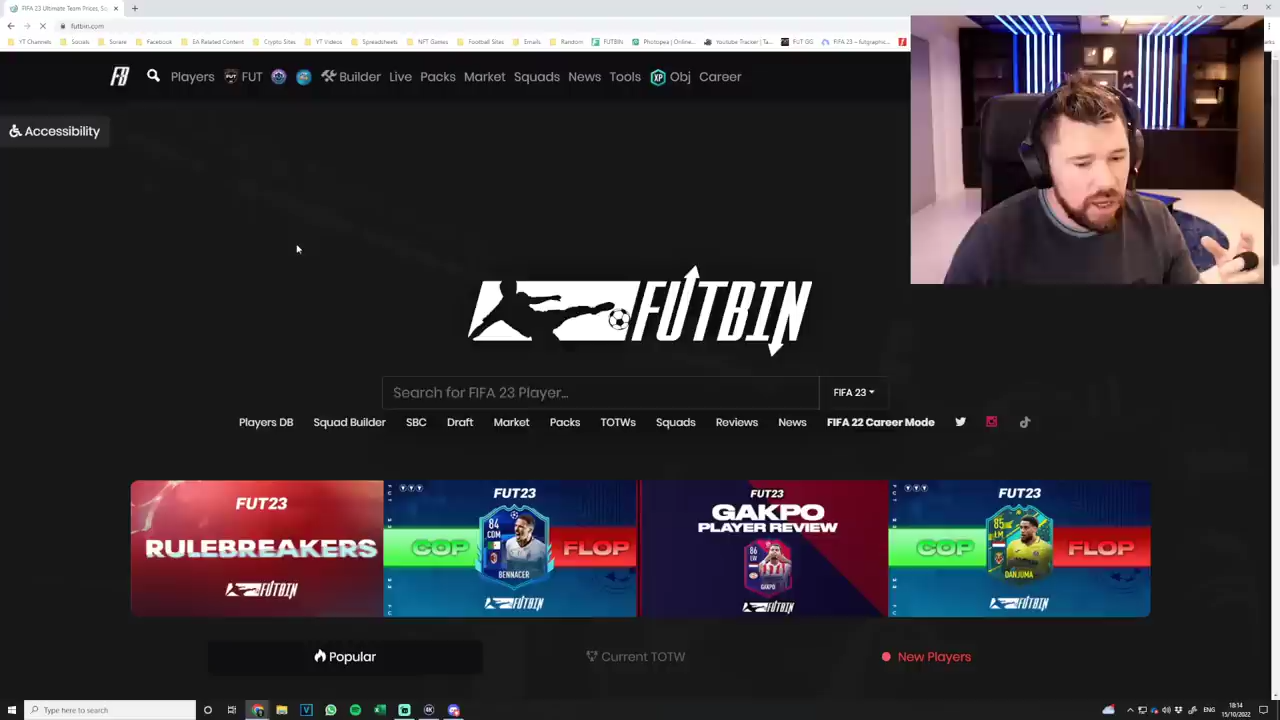 FIFA 23 Ultimate Team Prices, S
futbin.com
YT Channels
Socials
Sorare
Facebook
EA Related Content
Crypto Sites
YT Videos
Spreadsheets
NFT Games
Football Sites
Emails
Random
FUTBIN
Photopea | Online...
Youtube Tracker | Ta...
FUT GG
FIFA 23 – futgraphic...
FB
Players
FUT
Builder
Live
Packs
Market
Squads
News
Tools
XP
Obj
Career
Accessibility
FUTBIN
Search for FIFA 23 Player...
FIFA 23
Players DB
Squad Builder
SBC
Draft
Market
Packs
TOTWs
Squads
Reviews
News
FIFA 22 Career Mode
FUT23
RULEBREAKERS
FUTBIN
FUT23
84
CDM
COP
FLOP
BENNACER
FUTBIN
FUT23
GAKPO
PLAYER REVIEW
86
LW
GAKPO
FUTBIN
FUT23
85
LM
COP
FLOP
DANJUMA
FUTBIN
Popular
Current TOTW
New Players
Type here to search
ENG
18:14
15/10/2022